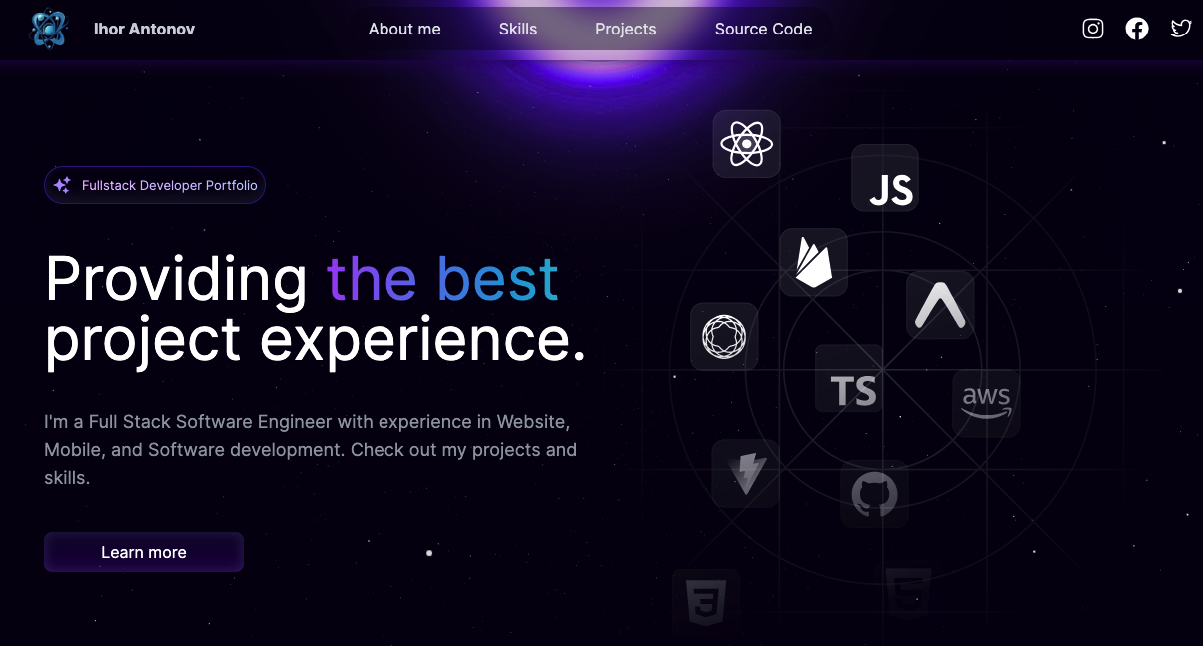 Ihor Antonov
About me
Skills
Projects
Source Code
Fullstack Developer Portfolio
Providing the best
project experience.
I'm a Full Stack Software Engineer with experience in Website,
Mobile, and Software development. Check out my projects and
skills.
Learn more
JS
TS
aws
3
5